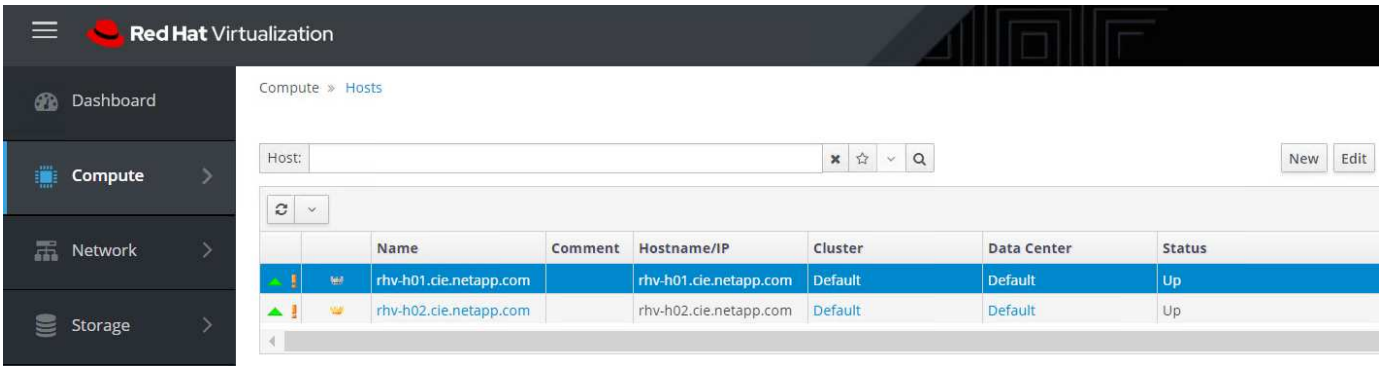 Red Hat Virtualization
Dashboard
Compute
Network
Storage
Compute » Hosts
Host:
New Edit
Name Comment Hostname/IP Cluster Data Center Status
rhv-h01.cie.netapp.com rhv-h01.cie.netapp.com Default Default Up
rhv-h02.cie.netapp.com rhv-h02.cie.netapp.com Default Default Up